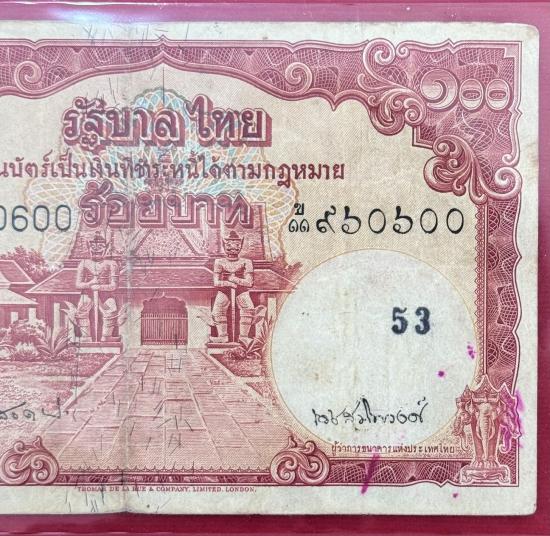 ๑๐๐
รัฐบาลไทย
นบัตร์เป็นเงินที่ชำระหนี้ได้ตามกฎหมาย
0600 ร้อยบาท ข/๑๑ ๙๖๐๖๐๐
53
ผู้ว่าการธนาคารแห่งประเทศไทย
THOMAS DE LA RUE & COMPANY, LIMITED, LONDON.